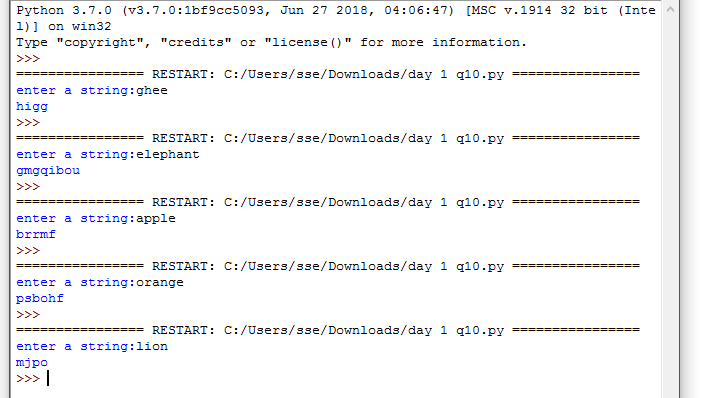 Python 3.7.0 (v3.7.0:1bf9cc5093, Jun 27 2018, 04:06:47) [MSC v.1914 32 bit (Inte
l)] on win32
Type "copyright", "credits" or "license()" for more information.
>>>
================ RESTART: C:/Users/sse/Downloads/day 1 q10.py ================
enter a string:ghee
higg
>>>
================ RESTART: C:/Users/sse/Downloads/day 1 q10.py ================
enter a string:elephant
gmgqibou
>>>
================ RESTART: C:/Users/sse/Downloads/day 1 q10.py ================
enter a string:apple
brrmf
>>>
================ RESTART: C:/Users/sse/Downloads/day 1 q10.py ================
enter a string:orange
psbohf
>>>
================ RESTART: C:/Users/sse/Downloads/day 1 q10.py ================
enter a string:lion
mjpo
>>>